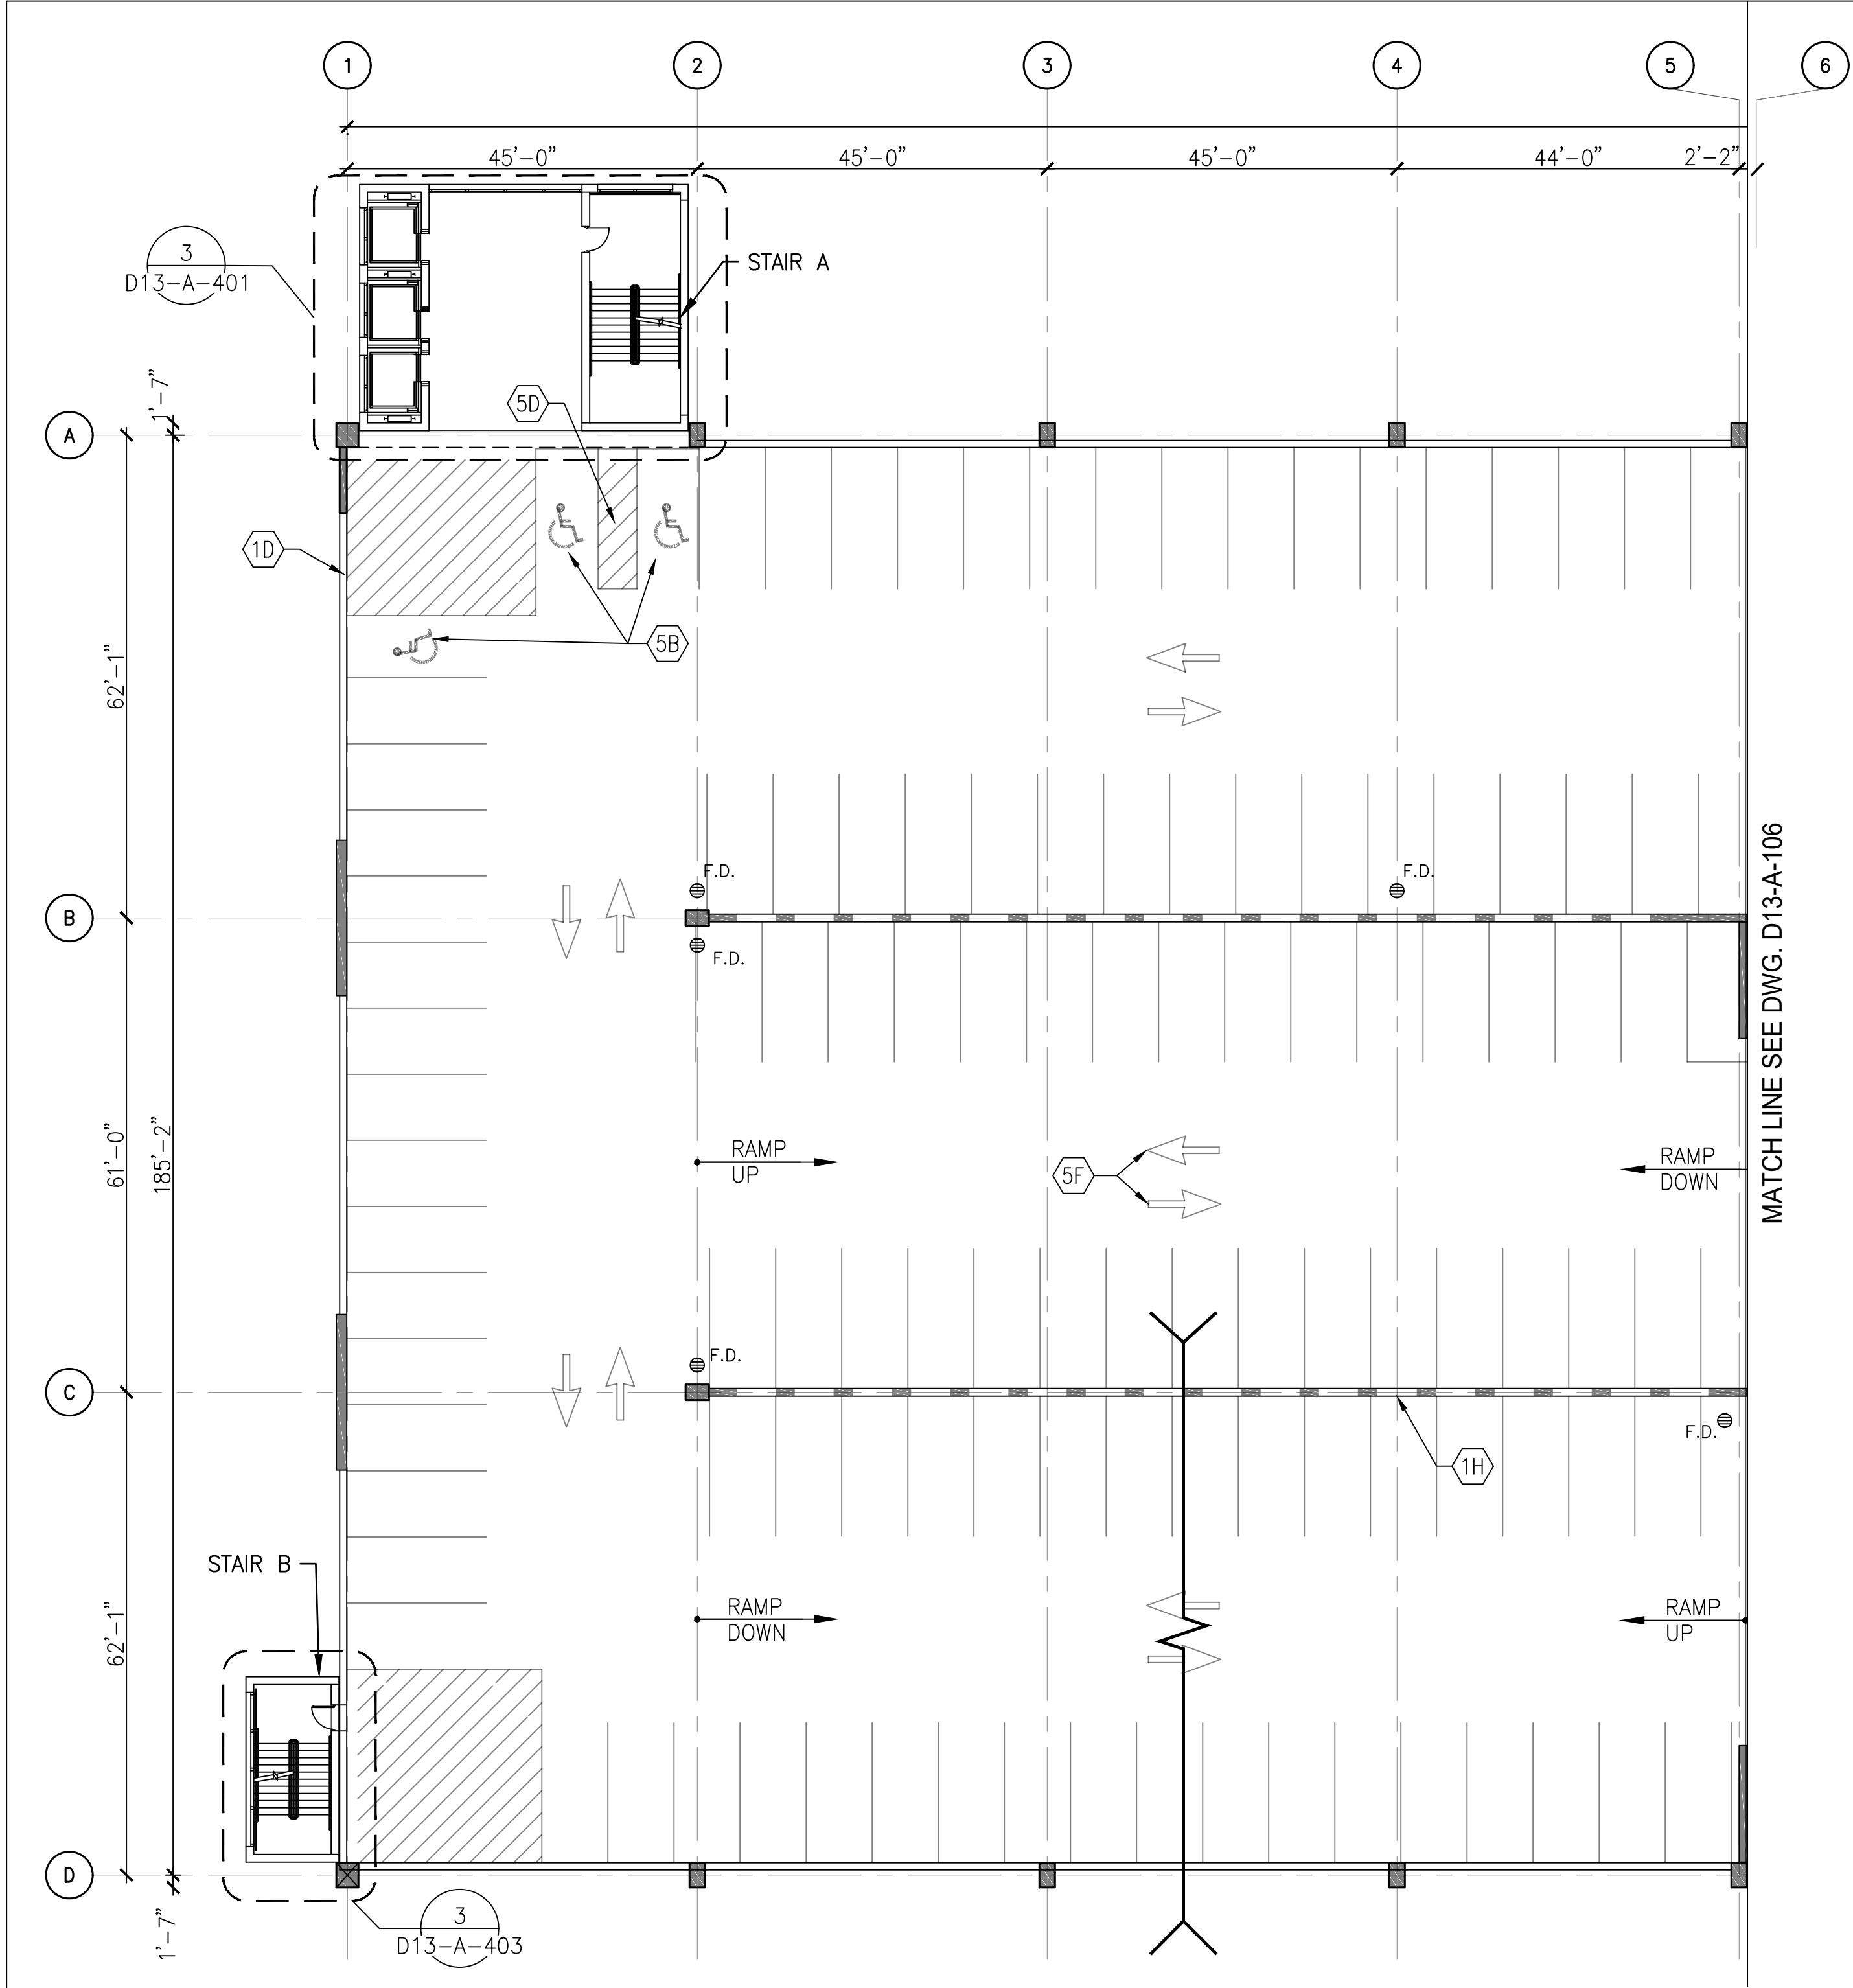 1 2 3 4 5 6
45'-0" 45'-0" 45'-0" 44'-0" 2'-2"
3
D13-A-401
STAIR A
1'-7"
5D
A
1D
5B
62'-1"
F.D. F.D.
B
F.D.
MATCH LINE SEE DWG. D13-A-106
61'-0"
185'-2"
RAMP
UP
5F
RAMP
DOWN
F.D.
C
F.D.
1H
STAIR B
62'-1"
RAMP
DOWN
RAMP
UP
D
1'-7"
3
D13-A-403